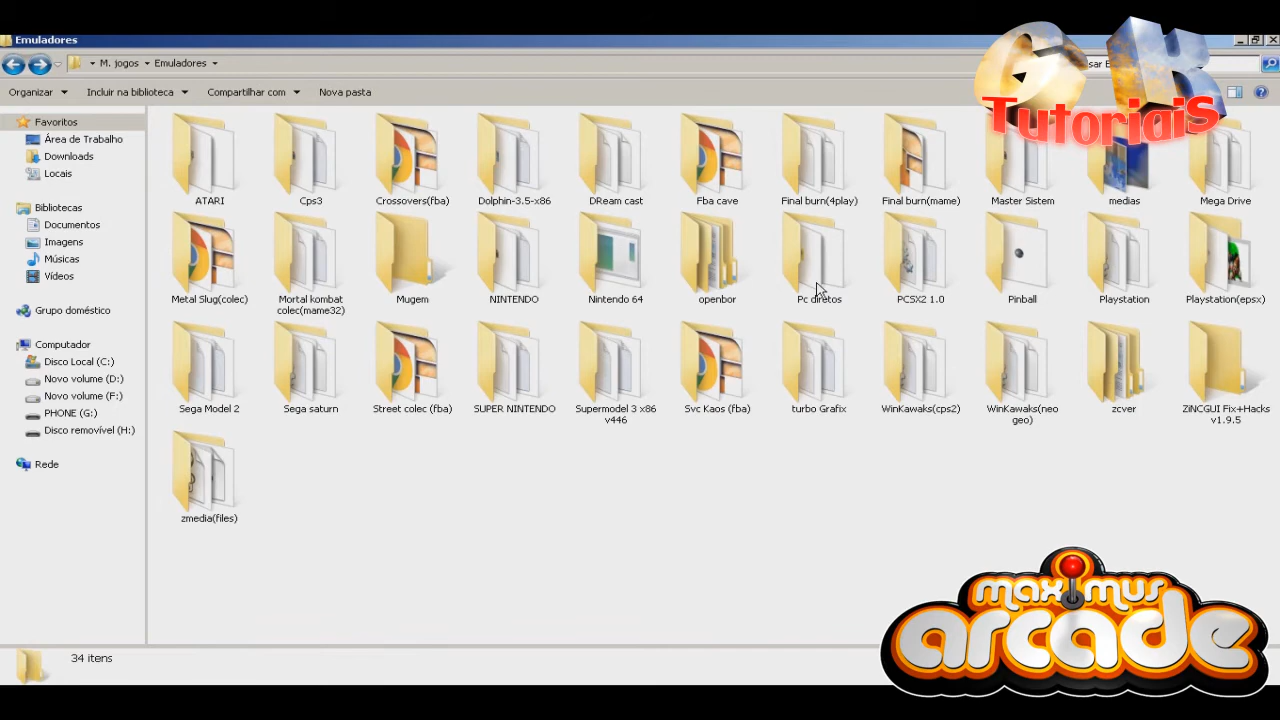 Emuladores
GK
Tutoriais
M. jogos
Emuladores
sar E
Organizar
Incluir na biblioteca
Compartilhar com
Nova pasta
Favoritos
Área de Trabalho
Downloads
Locais
Bibliotecas
Documentos
Imagens
Músicas
Vídeos
Grupo doméstico
Computador
Disco Local (C:)
Novo volume (D:)
Novo volume (F:)
PHONE (G:)
Disco removível (H:)
Rede
ATARI
Cps3
Crossovers(fba)
Dolphin-3.5-x86
DReam cast
Fba cave
Final burn(4play)
Final burn(mame)
Master Sistem
medias
Mega Drive
Metal Slug(colec)
Mortal kombat
colec(mame32)
Mugem
NINTENDO
Nintendo 64
openbor
Pc diretos
PCSX2 1.0
Pinball
Playstation
Playstation(epsx)
Sega Model 2
Sega saturn
Street colec (fba)
SUPER NINTENDO
Supermodel 3 x86
v446
Svc Kaos (fba)
turbo Grafix
WinKawaks(cps2)
WinKawaks(neo
geo)
zcver
ZiNCGUI Fix+Hacks
v1.9.5
zmedia(files)
34 itens
maximus
arcade